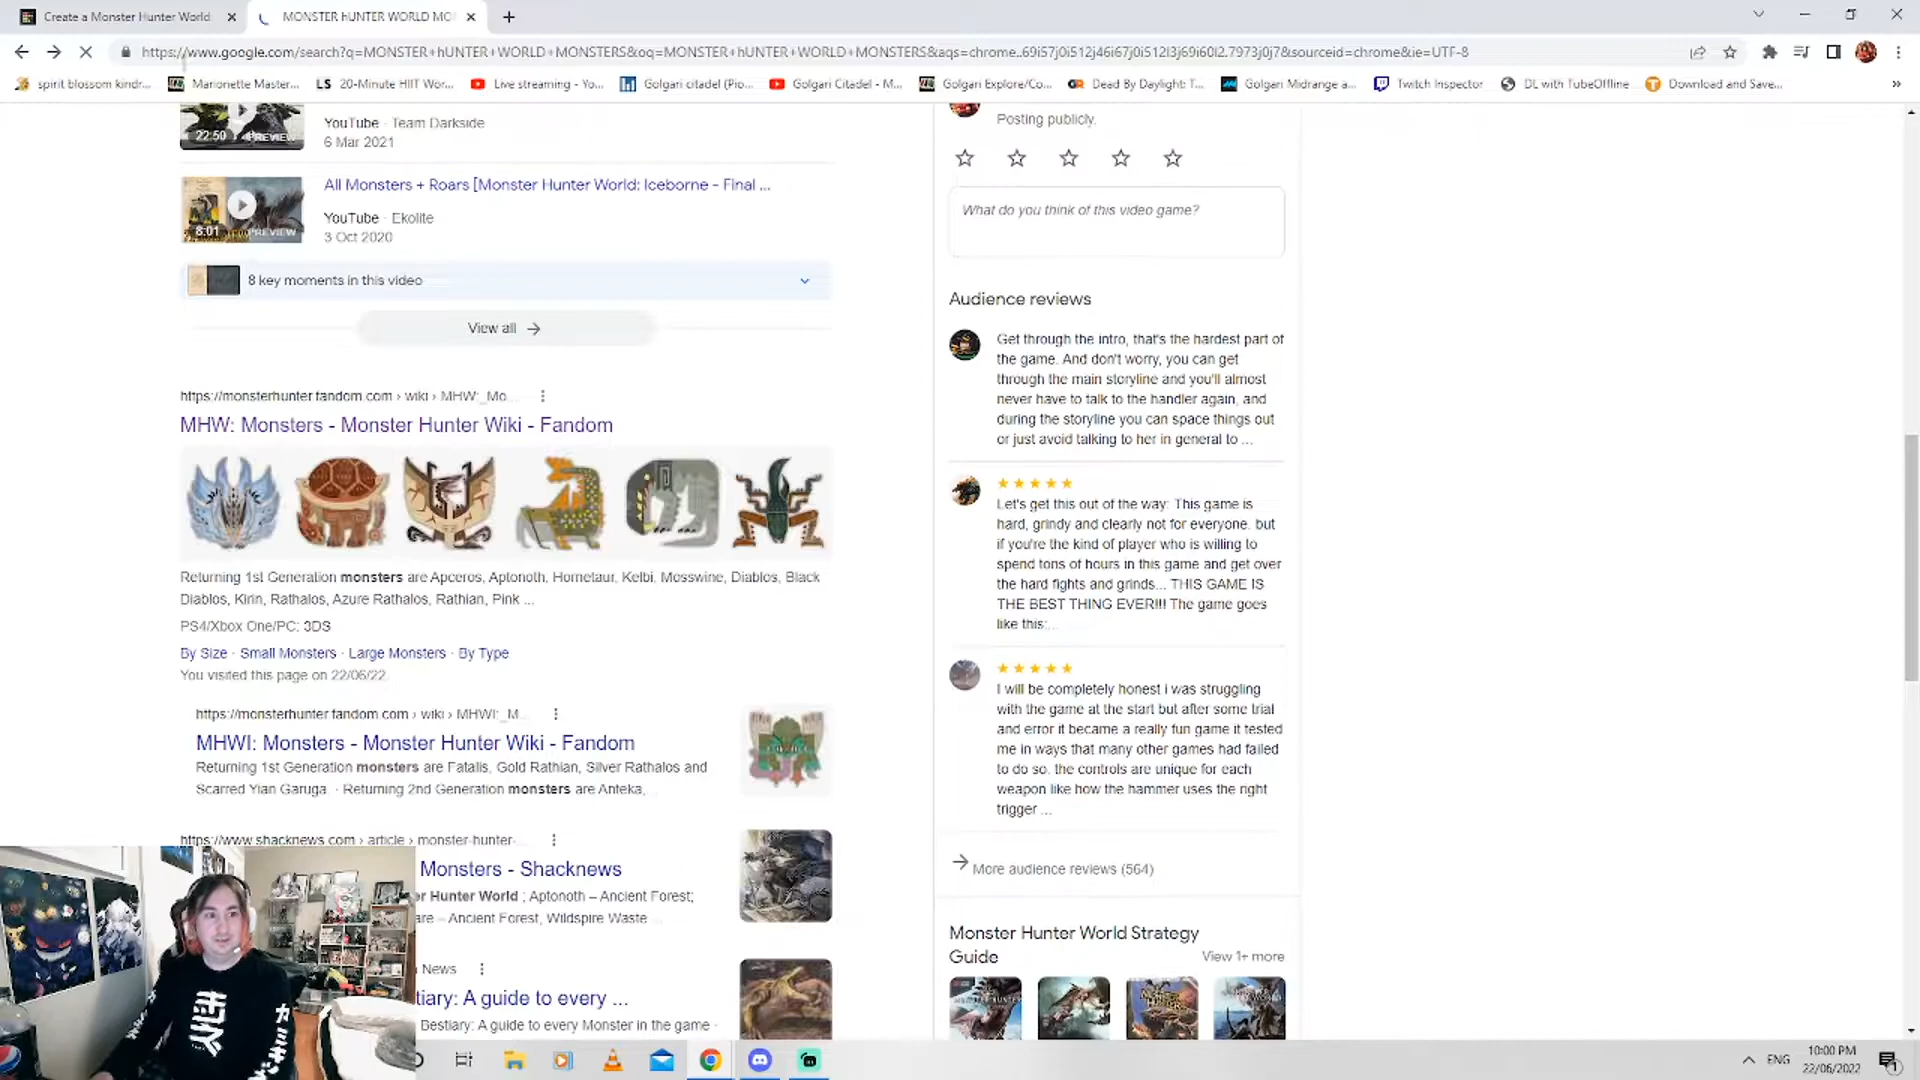 Create a Monster Hunter World
MONSTER hUNTER WORLD MO
https://www.google.com/search?q=MONSTER+hUNTER+WORLD+MONSTERS&oq=MONSTER+hUNTER+WORLD+MONSTERS&aqs=chrome..69i57j0i512j46i67j0i512l3j69i60l2.7973j0j7&sourceid=chrome&ie=UTF-8
spirit blossom kindr...
Marionette Master...
LS 20-Minute HIIT Wor...
Live streaming - Yo...
Golgari citadel (Pio...
Golgari Citadel - M...
Golgari Explore/Co...
Dead By Daylight: T...
Golgari Midrange a...
Twitch Inspector
DL with TubeOffline
Download and Save...
22:50 PREVIEW
YouTube · Team Darkside
6 Mar 2021
All Monsters + Roars [Monster Hunter World: Iceborne - Final ...
8:01 PREVIEW
YouTube · Ekolite
3 Oct 2020
8 key moments in this video
View all
https://monsterhunter.fandom.com › wiki › MHW:_Mo...
MHW: Monsters - Monster Hunter Wiki - Fandom
Returning 1st Generation monsters are Apceros, Aptonoth, Hornetaur, Kelbi, Mosswine, Diablos, Black
Diablos, Kirin, Rathalos, Azure Rathalos, Rathian, Pink ...
PS4/Xbox One/PC: 3DS
By Size · Small Monsters · Large Monsters · By Type
You visited this page on 22/06/22.
https://monsterhunter.fandom.com › wiki › MHWI:_M...
MHWI: Monsters - Monster Hunter Wiki - Fandom
Returning 1st Generation monsters are Fatalis, Gold Rathian, Silver Rathalos and
Scarred Yian Garuga. · Returning 2nd Generation monsters are Anteka,
https://www.shacknews.com › article › monster-hunter-...
Monsters - Shacknews
er Hunter World ; Aptonoth – Ancient Forest;
are – Ancient Forest, Wildspire Waste
News
tiary: A guide to every ...
Bestiary: A guide to every Monster in the game ·
Posting publicly.
What do you think of this video game?
Audience reviews
Get through the intro, that's the hardest part of
the game. And don't worry, you can get
through the main storyline and you'll almost
never have to talk to the handler again, and
during the storyline you can space things out
or just avoid talking to her in general to ...
Let's get this out of the way: This game is
hard, grindy and clearly not for everyone. but
if you're the kind of player who is willing to
spend tons of hours in this game and get over
the hard fights and grinds... THIS GAME IS
THE BEST THING EVER!!! The game goes
like this:...
I will be completely honest i was struggling
with the game at the start but after some trial
and error it became a really fun game it tested
me in ways that many other games had failed
to do so. the controls are unique for each
weapon like how the hammer uses the right
trigger ...
More audience reviews (564)
Monster Hunter World Strategy
Guide
View 1+ more
ENG
10:00 PM
22/06/2022